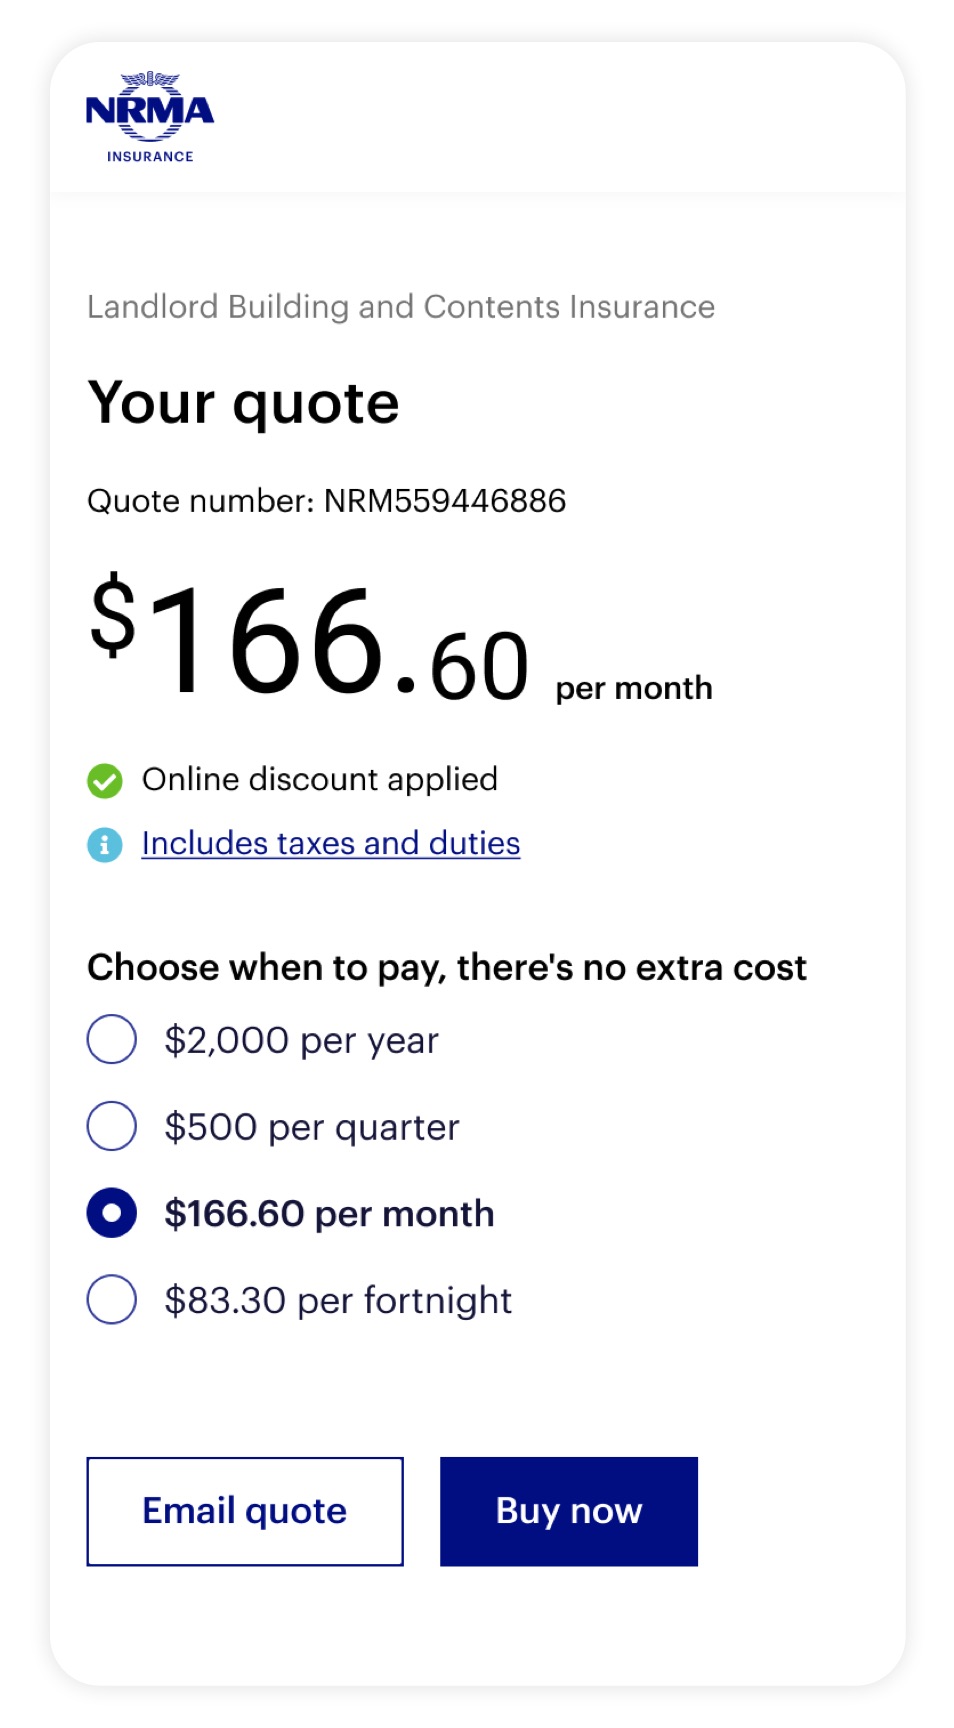 NRMA
INSURANCE
Landlord Building and Contents Insurance
Your quote
Quote number: NRM559446886
$166.60 per month
Online discount applied
Includes taxes and duties
Choose when to pay, there's no extra cost
$2,000 per year
$500 per quarter
$166.60 per month
$83.30 per fortnight
Email quote
Buy now